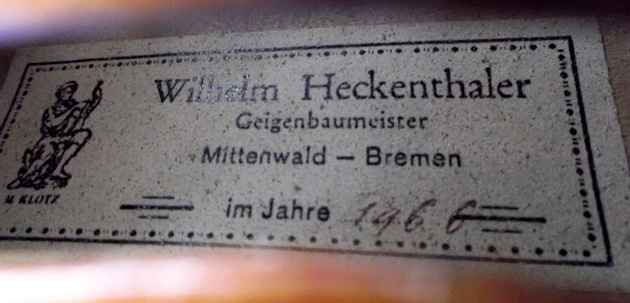 Wilhelm Heckenthaler
Geigenbaumeister
Mittenwald – Bremen
M. KLOTZ
im Jahre 1966